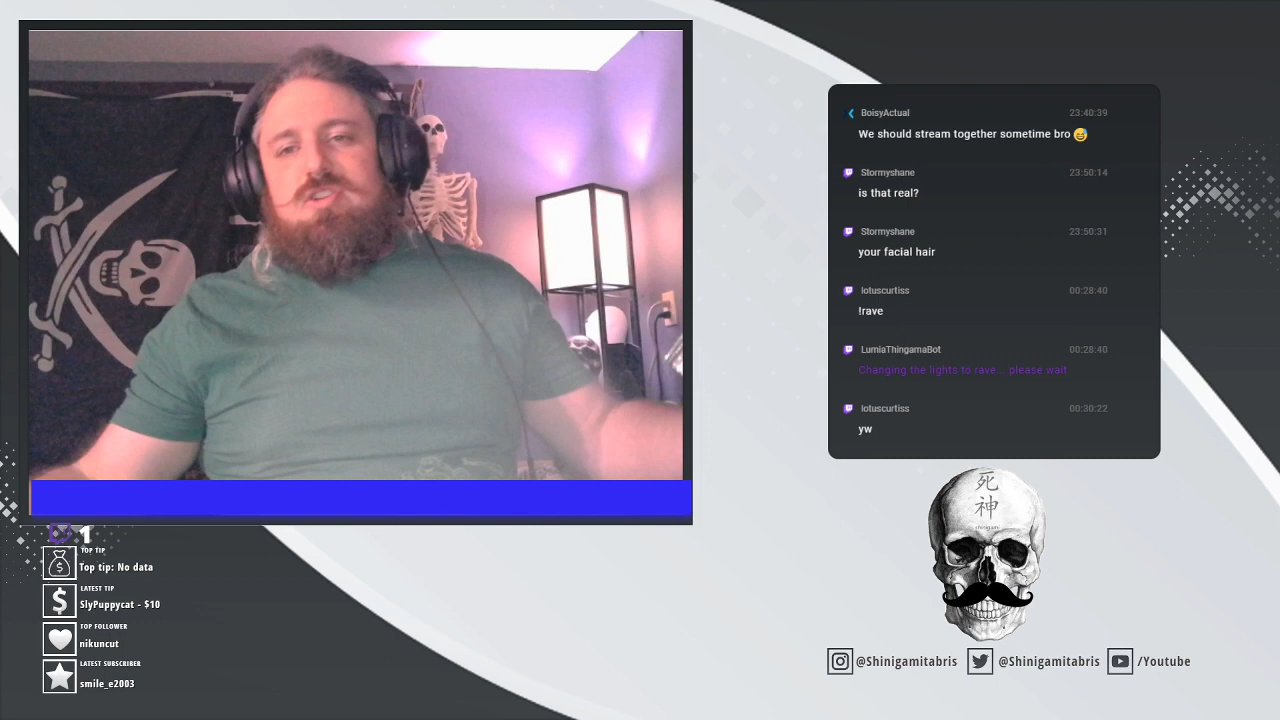 BoisyActual 23:40:39
We should stream together sometime bro 😅
Stormyshane 23:50:14
is that real?
Stormyshane 23:50:31
your facial hair
lotuscurtiss 00:28:40
!rave
LumiaThingamaBot 00:28:40
Changing the lights to rave... please wait
lotuscurtiss 00:30:22
yw
1
TOP TIP
Top tip: No data
LATEST TIP
SlyPuppycat - $10
TOP FOLLOWER
nikuncut
LATEST SUBSCRIBER
smile_e2003
死
神
shinigami
@Shinigamitabris @Shinigamitabris /Youtube